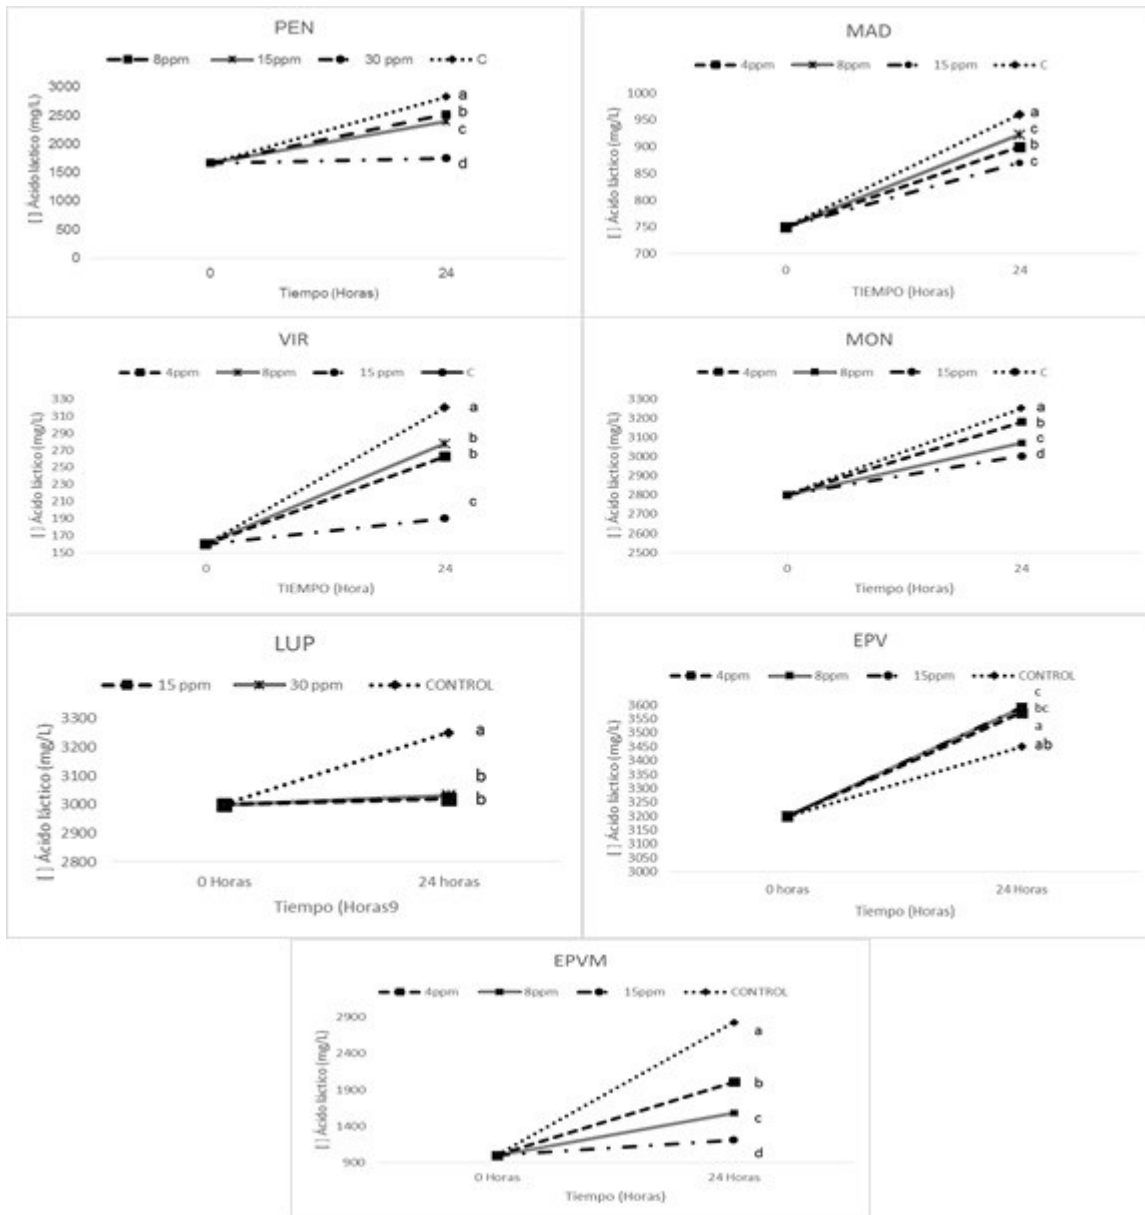 PEN
8ppm 15ppm 30 ppm C
[ ] Ácido láctico (mg/L)
3000
2500
2000
1500
1000
500
0
a
b
c
d
0 24
Tiempo (Horas)
MAD
4ppm 8ppm 15 ppm C
[ ] Ácido láctico (mg/L)
1000
950
900
850
800
750
700
a
c
b
c
0 24
TIEMPO (Horas)
VIR
4ppm 8ppm 15 ppm C
[ ] Ácido láctico (mg/L)
330
310
290
270
250
230
210
190
170
150
a
b
b
c
0 24
TIEMPO (Hora)
MON
4ppm 8ppm 15ppm C
[ ] Ácido láctico (mg/L)
3300
3200
3100
3000
2900
2800
2700
2600
2500
a
b
c
d
0 24
Tiempo (Horas)
LUP
15 ppm 30 ppm CONTROL
[ ] Ácido láctico (mg/L)
3300
3200
3100
3000
2900
2800
a
b
b
0 Horas 24 horas
Tiempo (Horas9
EPV
4ppm 8ppm 15ppm CONTROL
[ ] Ácido láctico (mg/L)
3600
3550
3500
3450
3400
3350
3300
3250
3200
3150
3100
3050
3000
c
bc
a
ab
0 horas 24 Horas
Tiempo (Horas)
EPVM
4ppm 8ppm 15ppm CONTROL
[ ] Ácido láctico (mg/L)
2900
2400
1900
1400
900
a
b
c
d
0 Horas 24 Horas
Tiempo (Horas)